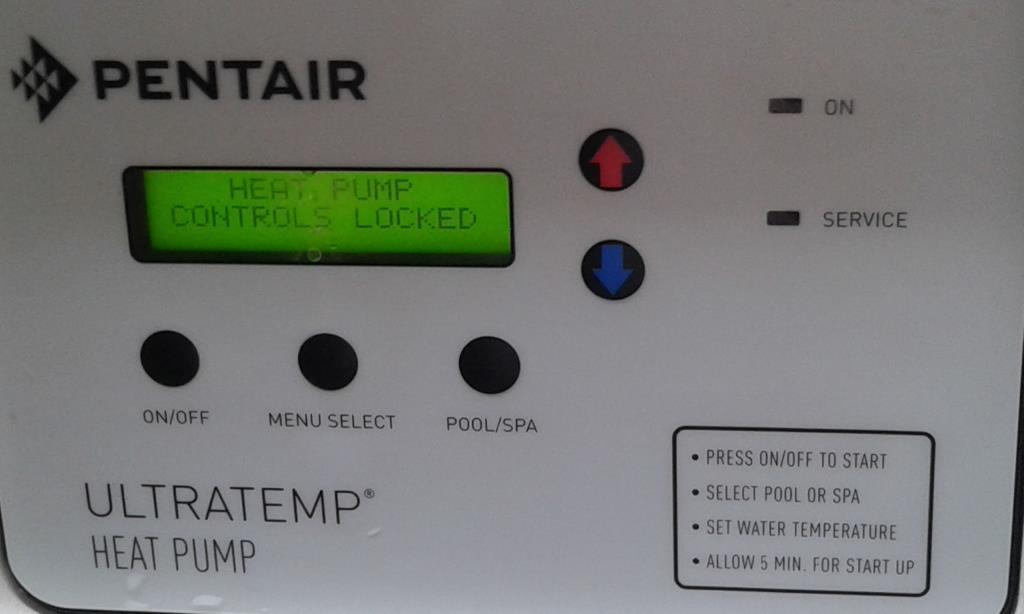 PENTAIR
ON
HEAT PUMP
CONTROLS LOCKED
SERVICE
ON/OFF
MENU SELECT
POOL/SPA
ULTRATEMP®
HEAT PUMP
• PRESS ON/OFF TO START
• SELECT POOL OR SPA
• SET WATER TEMPERATURE
• ALLOW 5 MIN. FOR START UP